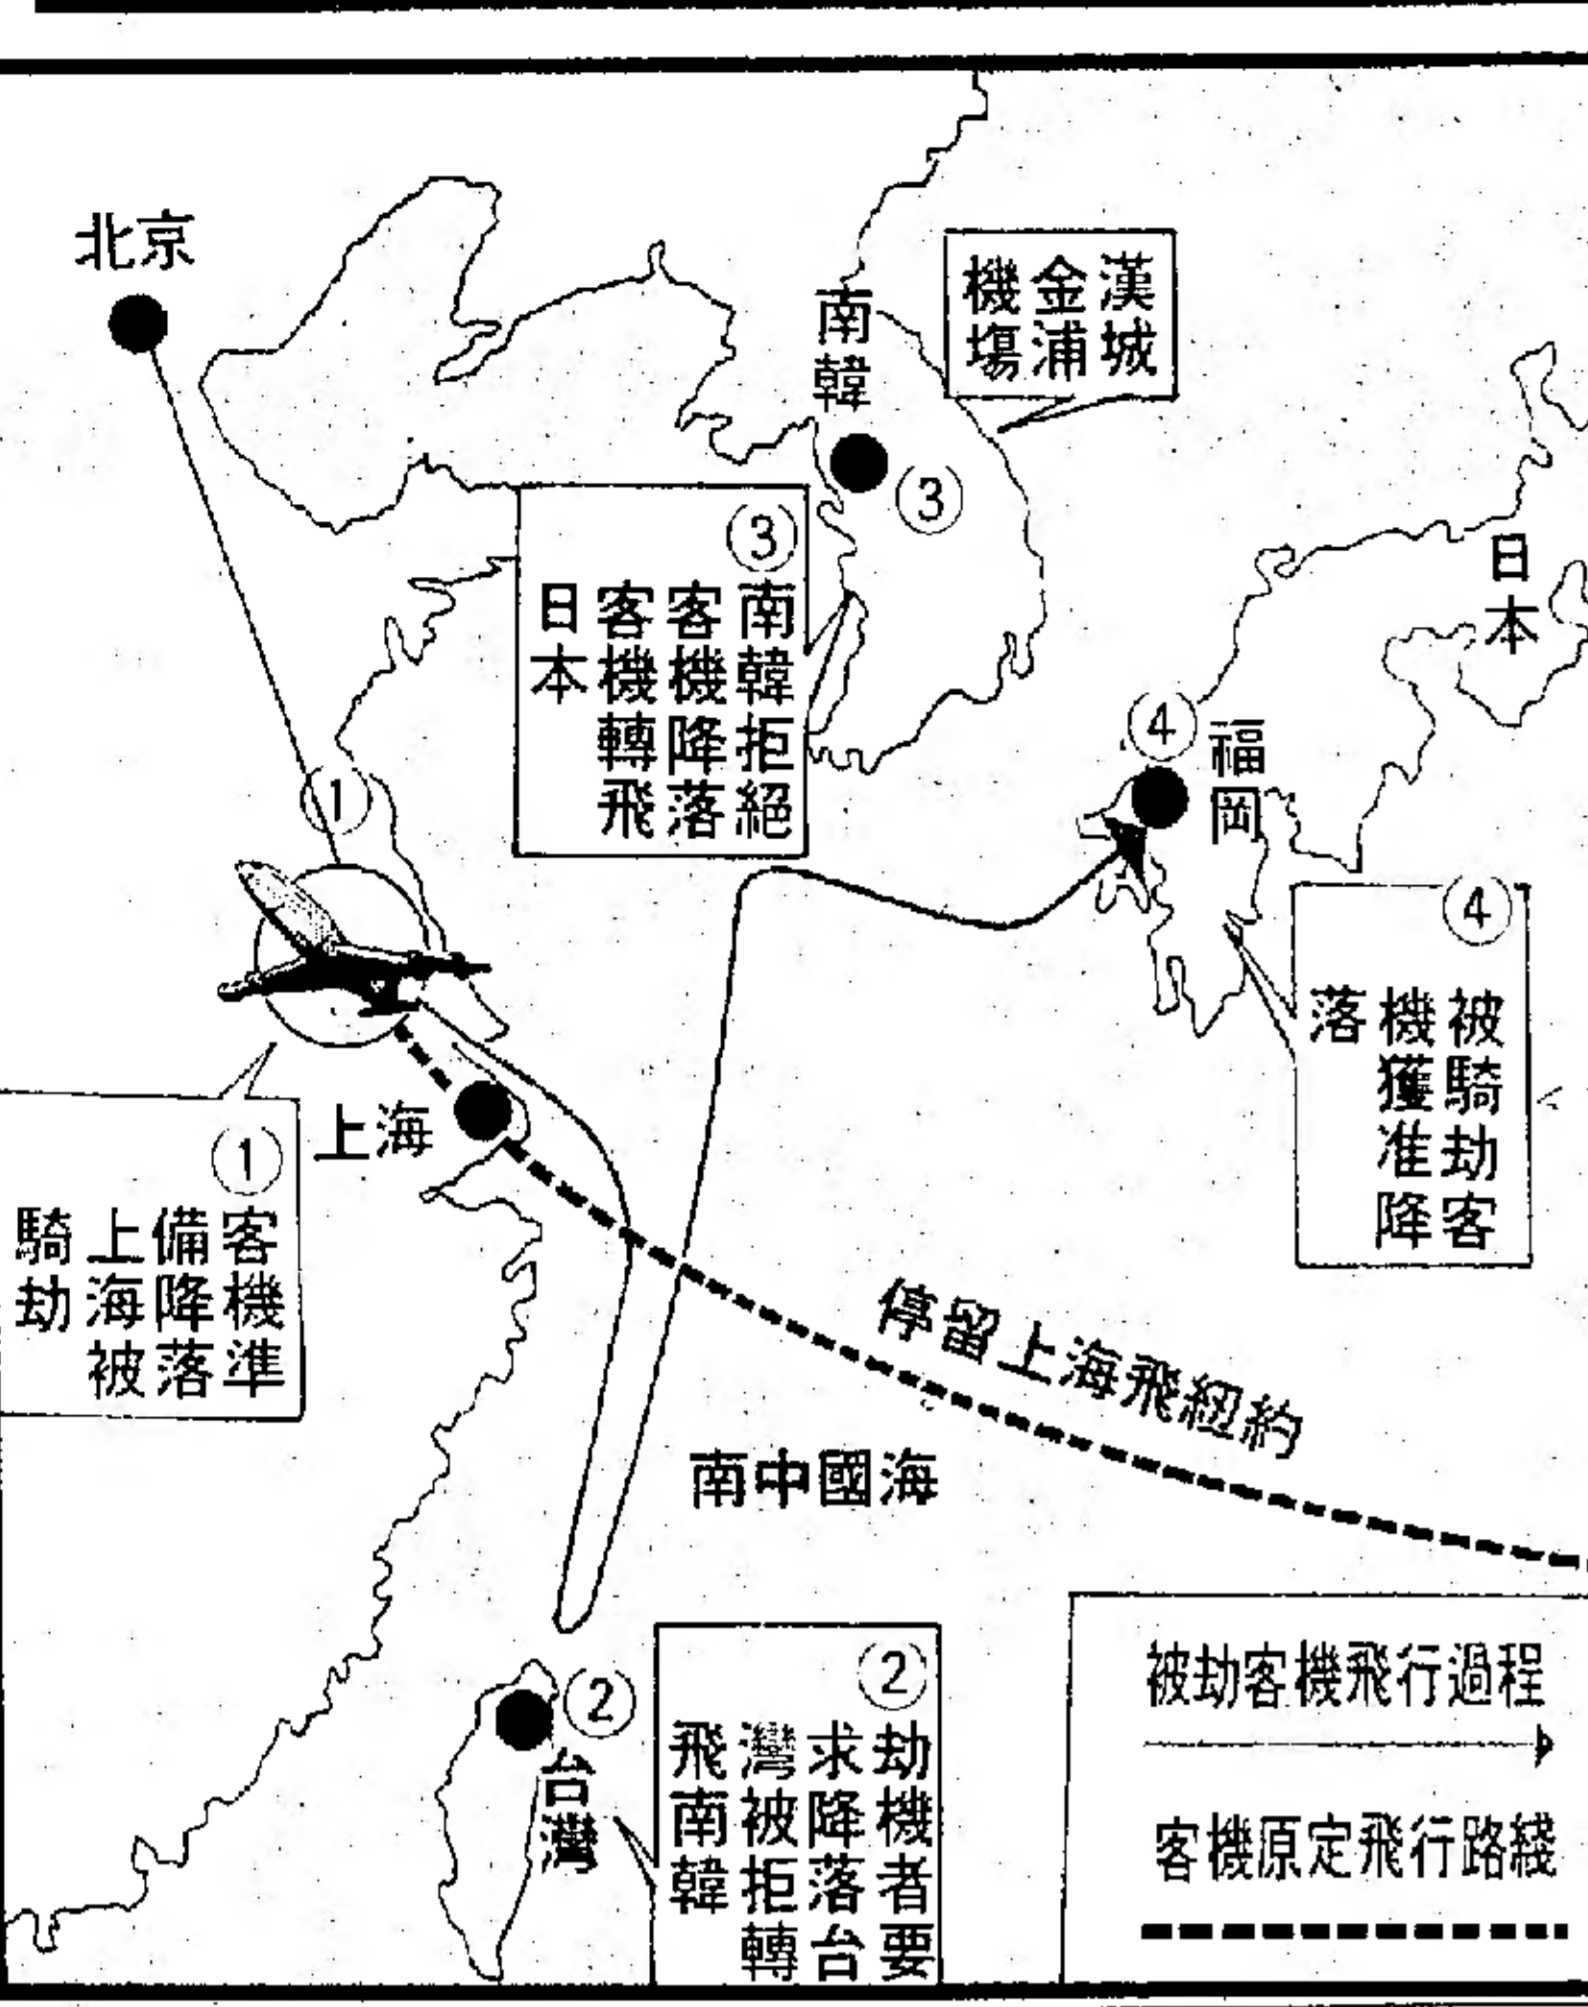 北京
南韓
漢城
金浦
機場
③
③
南韓拒絕
客機降落
客機轉飛
日本
日本
④
福岡
④
被騎劫客
機獲准降
落
①
上海
①
客機準
備降落
上海被
騎劫
停留上海飛紐約
南中國海
②
台灣
②
劫機者要
求降落台
灣被拒轉
飛南韓
被劫客機飛行過程
客機原定飛行路綫